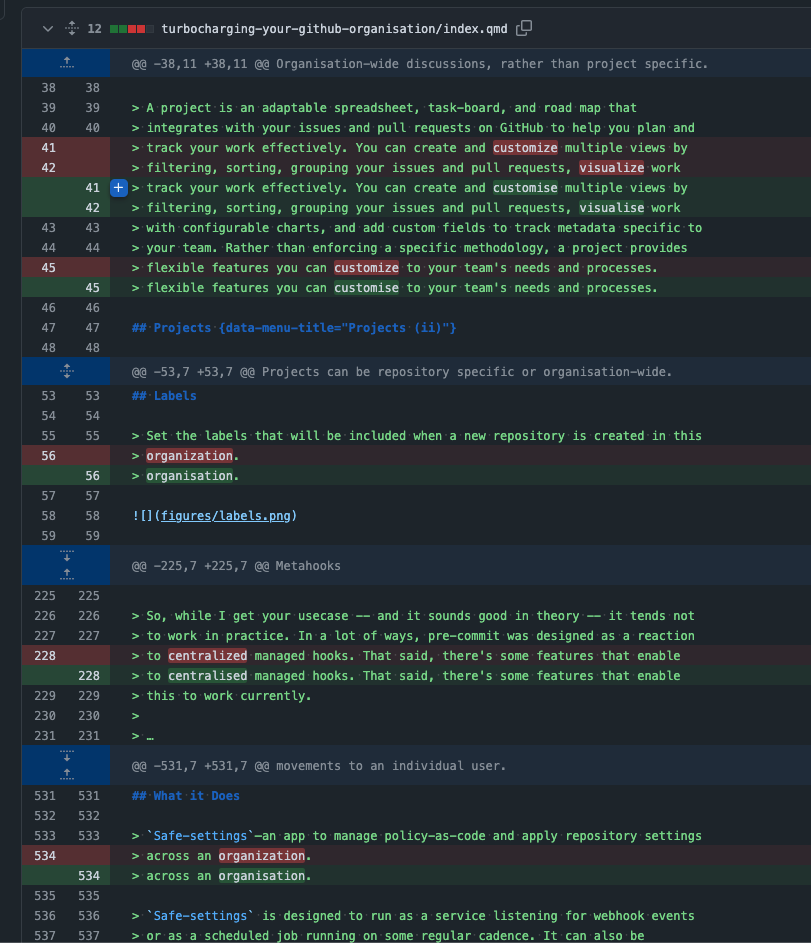 12 turbocharging-your-github-organisation/index.qmd
@@ -38,11 +38,11 @@ Organisation-wide discussions, rather than project specific.
38 38
39 39 > A project is an adaptable spreadsheet, task-board, and road map that
40 40 > integrates with your issues and pull requests on GitHub to help you plan and
41 > track your work effectively. You can create and customize multiple views by
42 > filtering, sorting, grouping your issues and pull requests, visualize work
41 + > track your work effectively. You can create and customise multiple views by
42 > filtering, sorting, grouping your issues and pull requests, visualise work
43 43 > with configurable charts, and add custom fields to track metadata specific to
44 44 > your team. Rather than enforcing a specific methodology, a project provides
45 > flexible features you can customize to your team's needs and processes.
45 > flexible features you can customise to your team's needs and processes.
46 46
47 47 ## Projects {data-menu-title="Projects (ii)"}
48 48
@@ -53,7 +53,7 @@ Projects can be repository specific or organisation-wide.
53 53 ## Labels
54 54
55 55 > Set the labels that will be included when a new repository is created in this
56 > organization.
56 > organisation.
57 57
58 58 ![](figures/labels.png)
59 59
@@ -225,7 +225,7 @@ Metahooks
225 225
226 226 > So, while I get your usecase -- and it sounds good in theory -- it tends not
227 227 > to work in practice. In a lot of ways, pre-commit was designed as a reaction
228 > to centralized managed hooks. That said, there's some features that enable
228 > to centralised managed hooks. That said, there's some features that enable
229 229 > this to work currently.
230 230 >
231 231 > …
@@ -531,7 +531,7 @@ movements to an individual user.
531 531 ## What it Does
532 532
533 533 > `Safe-settings`—an app to manage policy-as-code and apply repository settings
534 > across an organization.
534 > across an organisation.
535 535
536 536 > `Safe-settings` is designed to run as a service listening for webhook events
537 537 > or as a scheduled job running on some regular cadence. It can also be